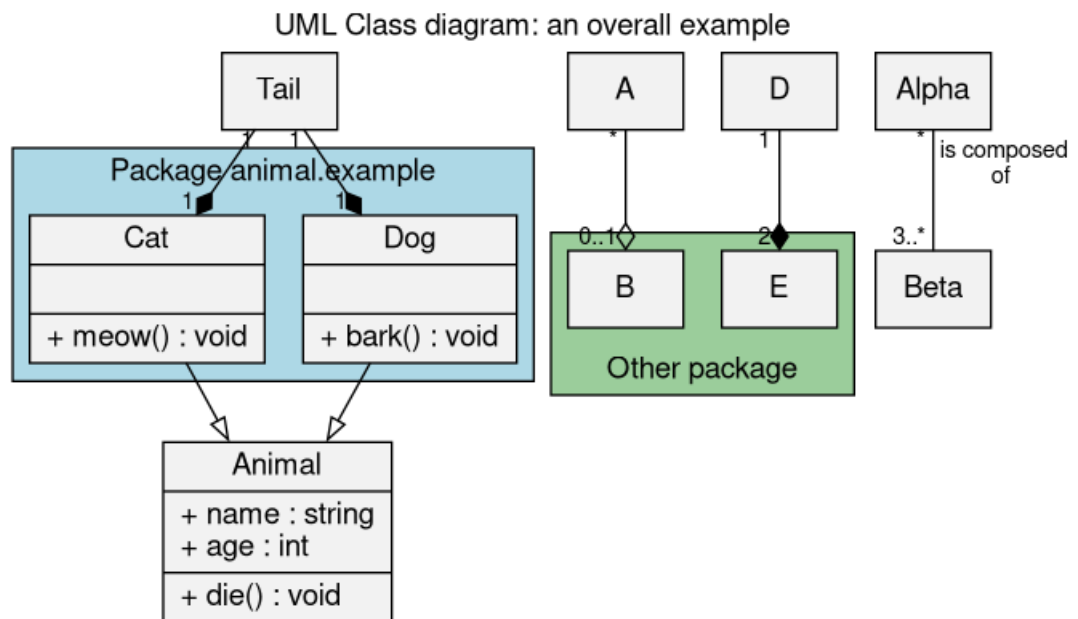 UML Class diagram: an overall example
Tail
A
D
Alpha
1
1
*
1
*
is composed
of
Package animal.example
1
1
0..1
2
3..*
Cat
Dog
B
E
Beta
+ meow() : void
+ bark() : void
Other package
Animal
+ name : string
+ age : int
+ die() : void